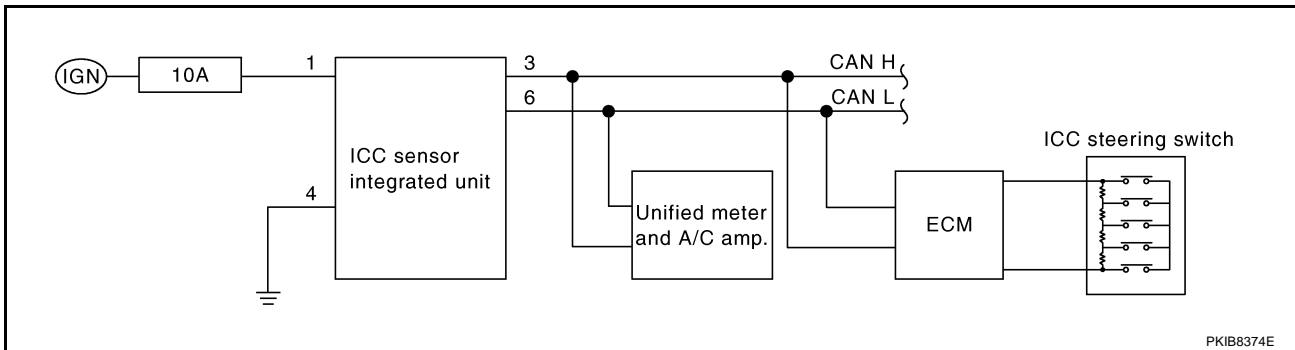 IGN
10A
1
3
6
4
CAN H
CAN L
ICC sensor
integrated unit
Unified meter
and A/C amp.
ECM
ICC steering switch
PKIB8374E